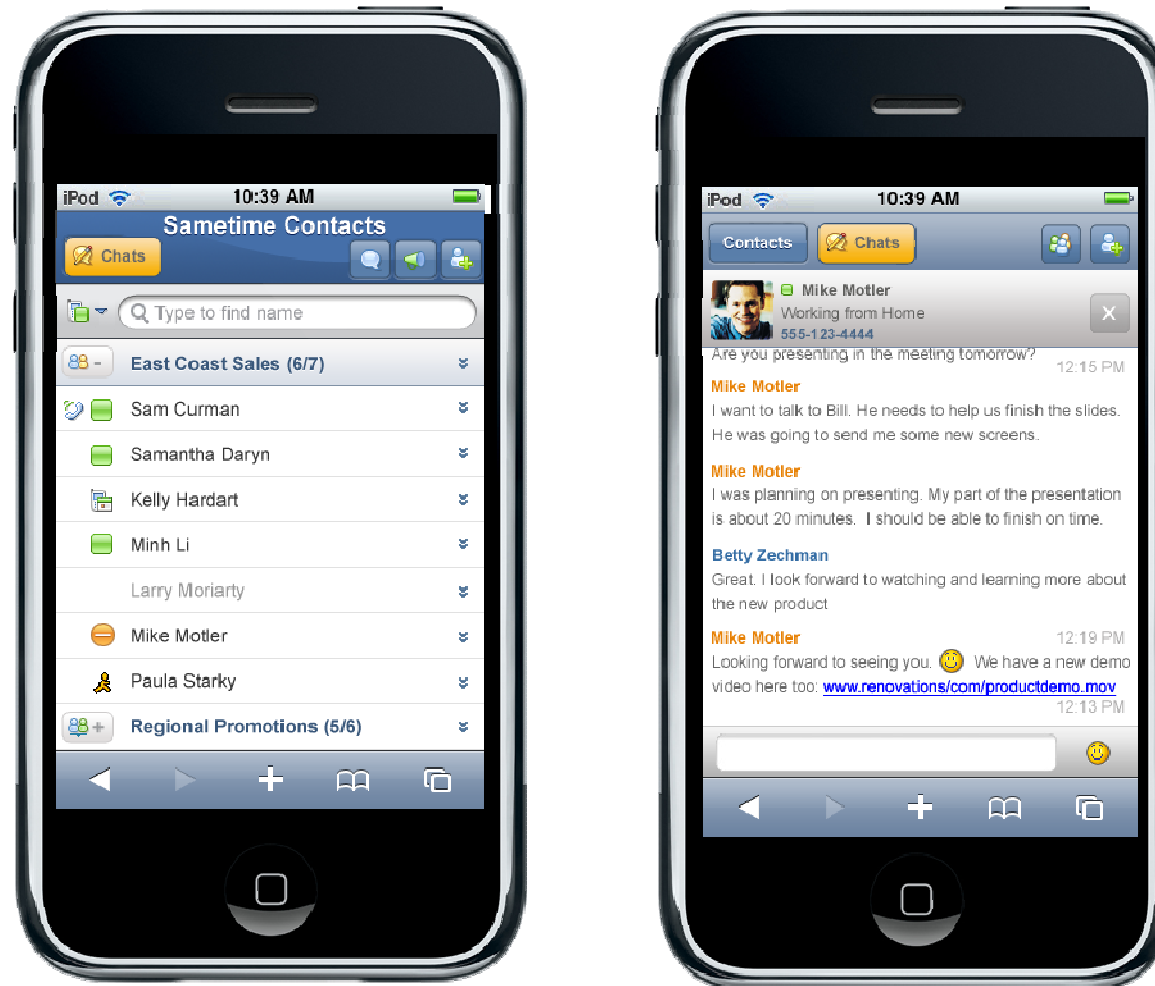 iPod 10:39 AM
Sametime Contacts
Chats
Type to find name
East Coast Sales (6/7)
Sam Curman
Samantha Daryn
Kelly Hardart
Minh Li
Larry Moriarty
Mike Motler
Paula Starky
Regional Promotions (5/6)
iPod 10:39 AM
Contacts Chats
Mike Motler
Working from Home
555-123-4444
X
Are you presenting in the meeting tomorrow?
12:15 PM
Mike Motler
I want to talk to Bill. He needs to help us finish the slides.
He was going to send me some new screens.
Mike Motler
I was planning on presenting. My part of the presentation
is about 20 minutes. I should be able to finish on time.
Betty Zechman
Great. I look forward to watching and learning more about
the new product
Mike Motler 12:19 PM
Looking forward to seeing you. We have a new demo
video here too: www.renovations/com/productdemo.mov
12:13 PM